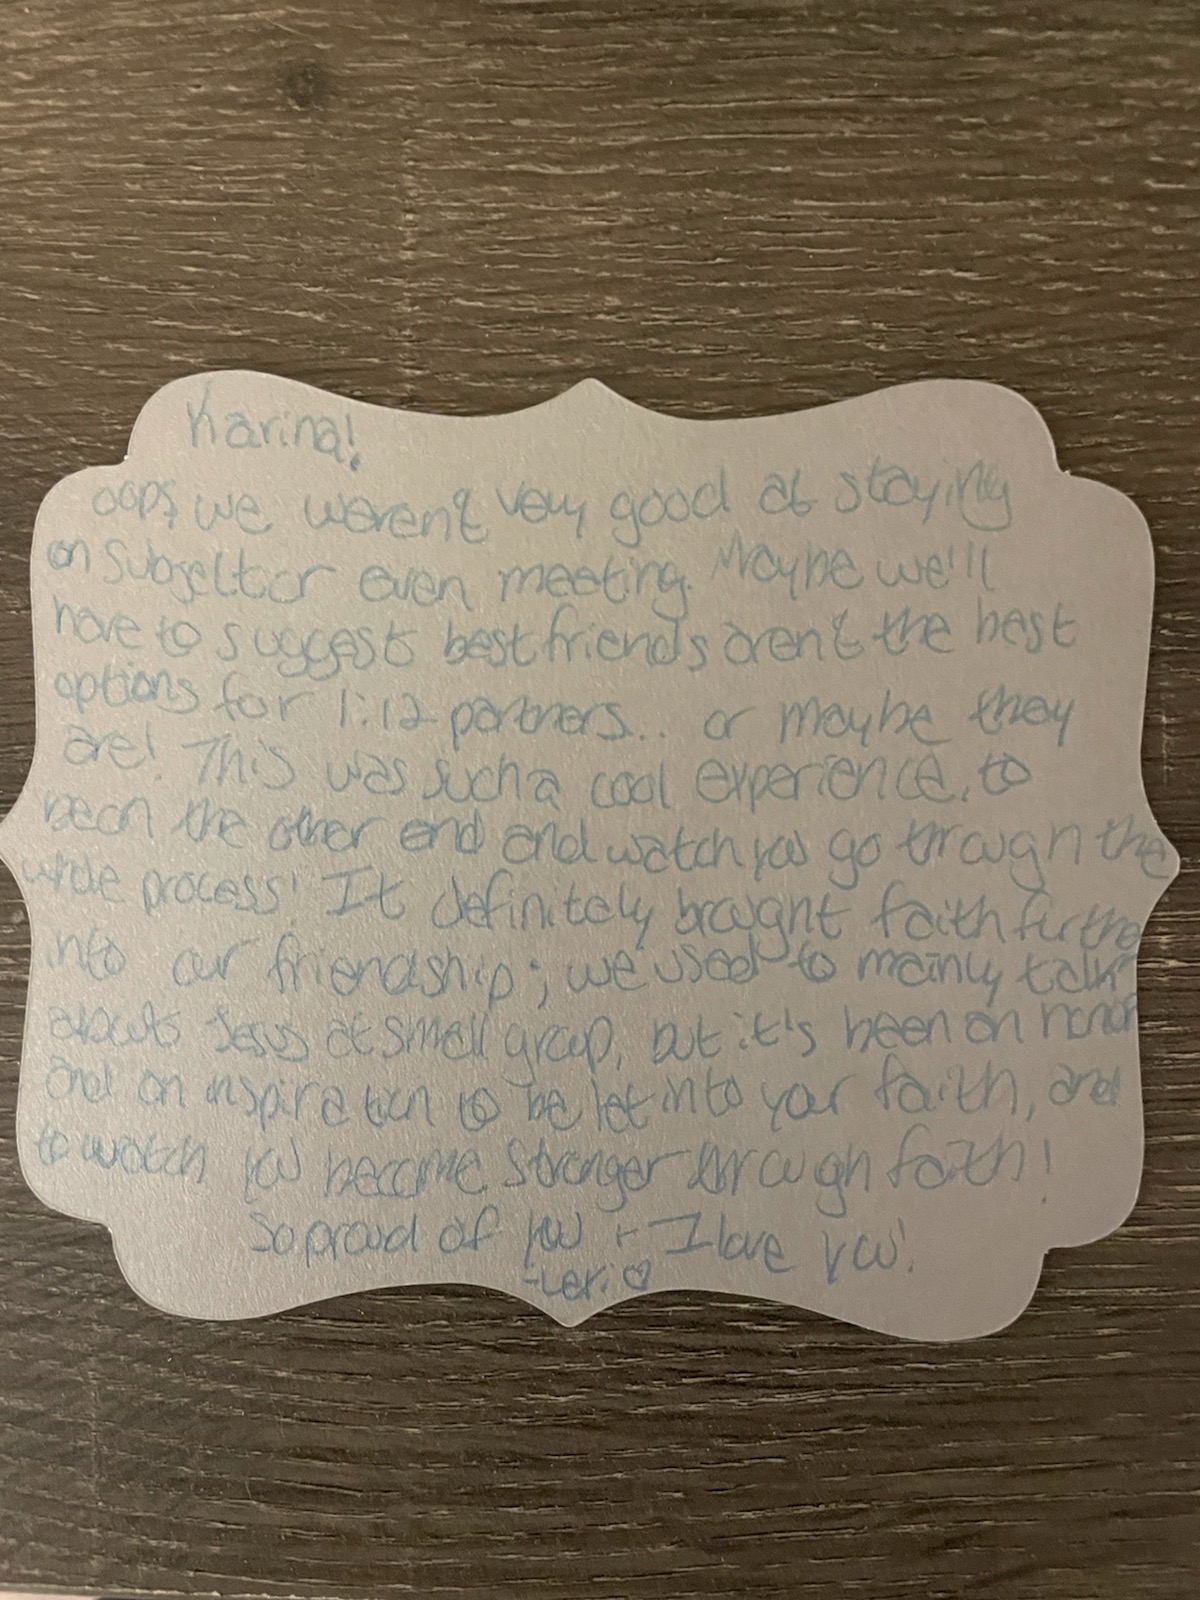 Karina!
oops we weren't very good at staying
on subject or even meeting. Maybe we'll
have to suggest best friends aren't the best
options for 1:12 partners.. or maybe they
are! This was such a cool experience, to
be on the other end and watch you go through the
whole process! It definitely brought faith further
into our friendship; we used to mainly talk
about Jesus at small group, but it's been an honor
and an inspiration to be let into your faith, and
to watch you become stronger through faith!
So proud of you + I love you!
-Lexi ♡